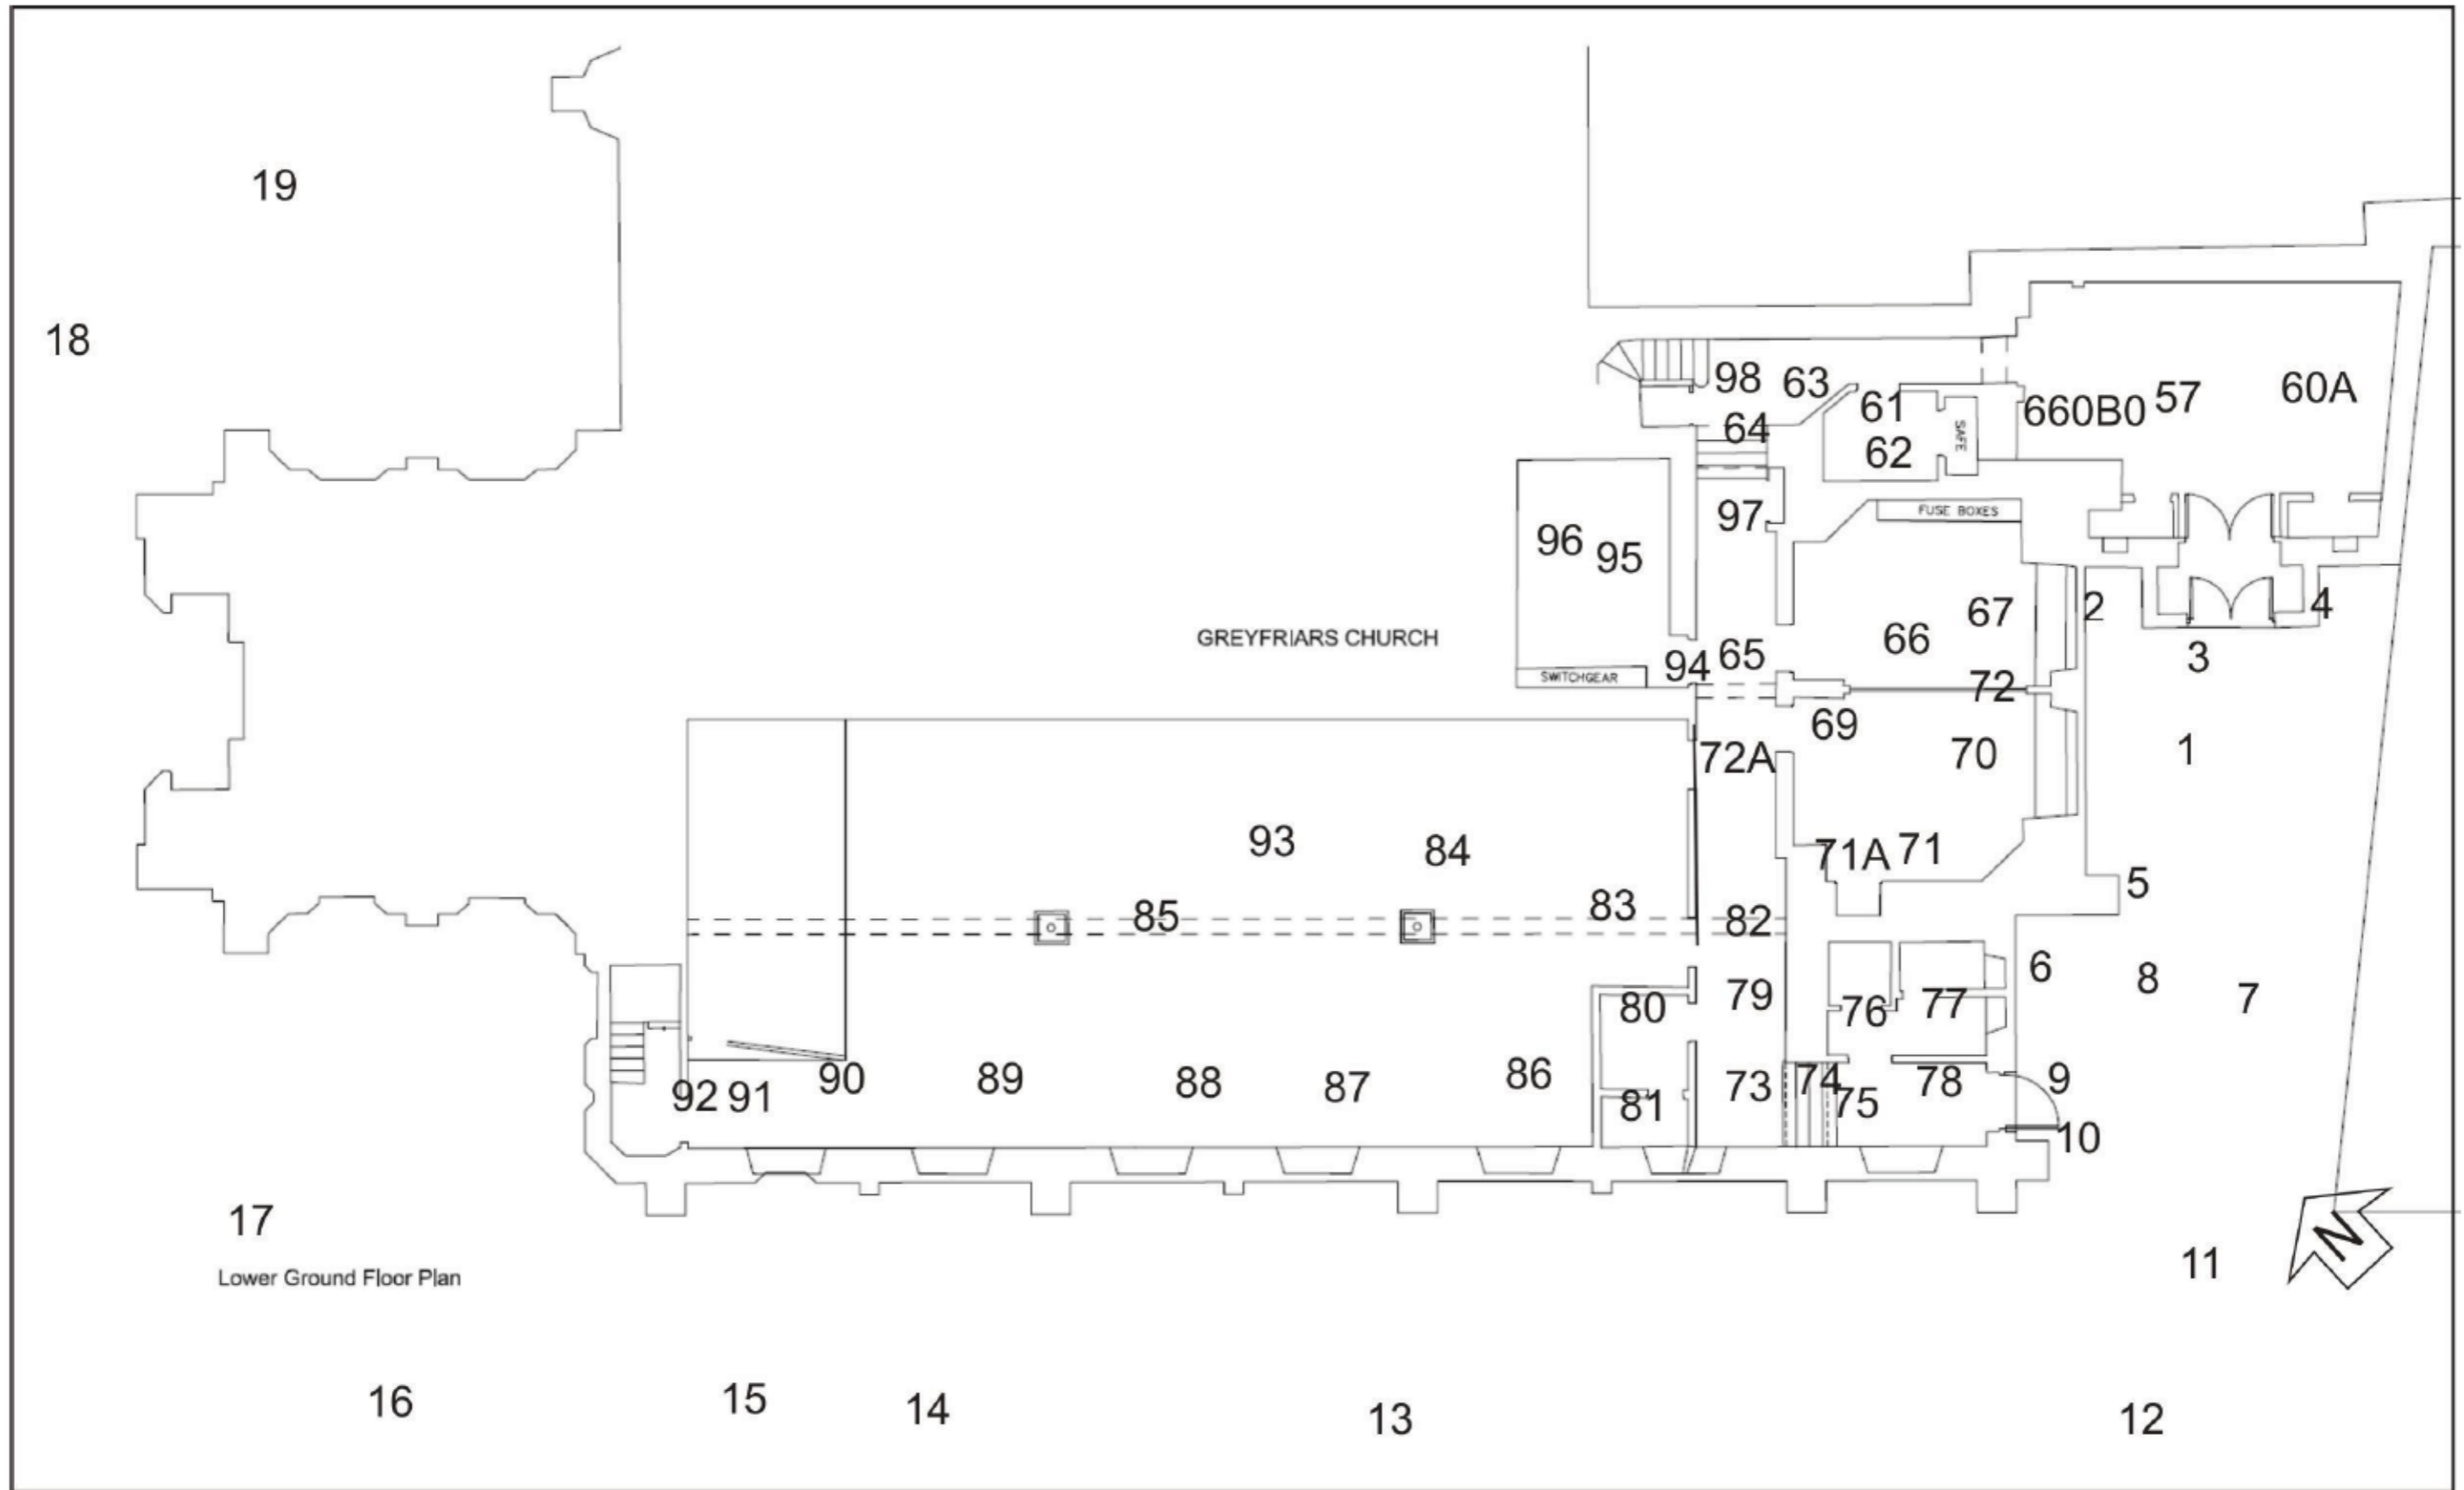 19
18
98 63
61
660B0 57 60A
64
62
SAFE
97
FUSE BOXES
96 95
67 2 4
GREYFRIARS CHURCH
66
94 65 3
SWITCHGEAR
72
69
72A 70 1
93 84
71A 71
5
85 83 82
6
8 7
80 79 76 77
92 91 90 89 88 87 86
81 73 74 75 78 9
10
17
Lower Ground Floor Plan
11
N
16 15 14 13 12